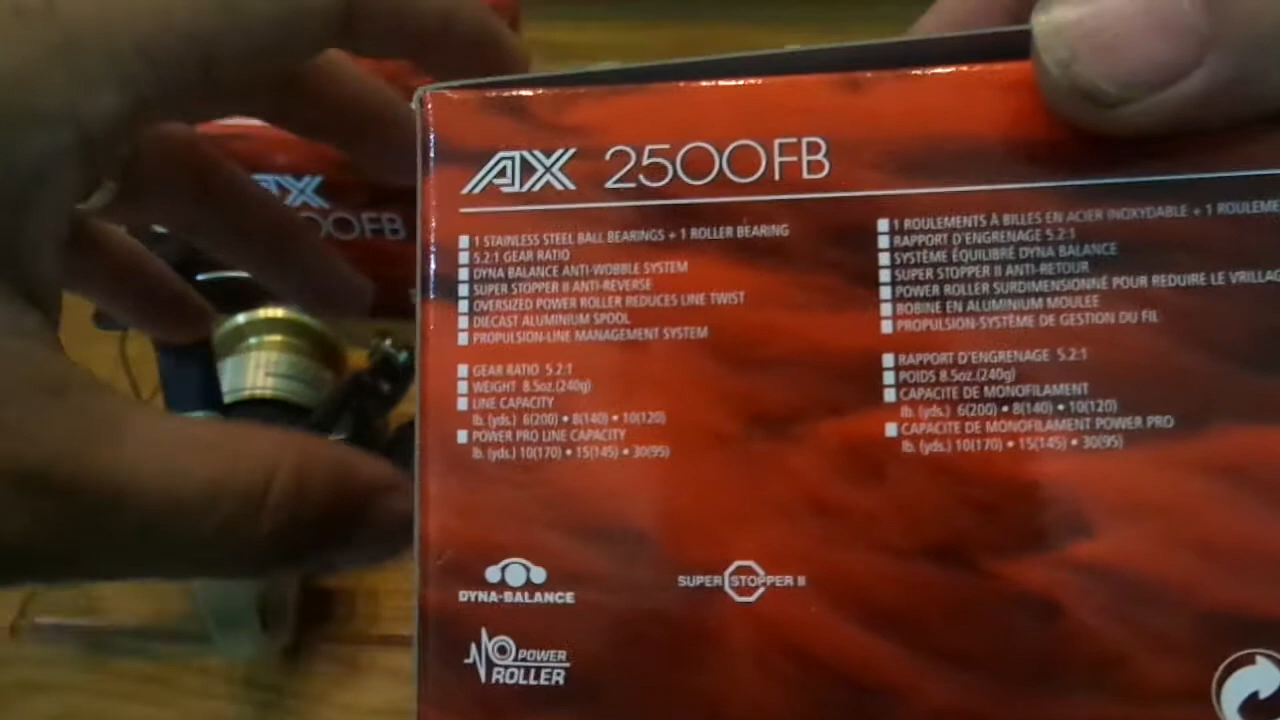 AX 2500FB
1 STAINLESS STEEL BALL BEARINGS + 1 ROLLER BEARING
5.2:1 GEAR RATIO
DYNA BALANCE ANTI-WOBBLE SYSTEM
SUPER STOPPER II ANTI-REVERSE
OVERSIZED POWER ROLLER REDUCES LINE TWIST
DIECAST ALUMINIUM SPOOL
PROPULSION-LINE MANAGEMENT SYSTEM
GEAR RATIO 5.2:1
WEIGHT 8.5oz.(240g)
LINE CAPACITY
lb. (yds.) 6(200) • 8(140) • 10(120)
POWER PRO LINE CAPACITY
lb. (yds.) 10(170) • 15(145) • 30(95)
1 ROULEMENTS À BILLES EN ACIER INOXYDABLE + 1
RAPPORT D'ENGRENAGE 5.2:1
SYSTÈME ÉQUILIBRÉ DYNA BALANCE
SUPER STOPPER II ANTI-RETOUR
POWER ROLLER SURDIMENSIONNÉ POUR REDUIRE LE
BOBINE EN ALUMINIUM MOULEE
PROPULSION-SYSTÈME DE GESTION DU FIL
RAPPORT D'ENGRENAGE 5.2:1
POIDS 8.5oz.(240g)
CAPACITE DE MONOFILAMENT
lb. (yds.) 6(200) • 8(140) • 10(120)
CAPACITE DE MONOFILAMENT POWER PRO
lb. (yds.) 10(170) • 15(145) • 30(95)
DYNA-BALANCE
SUPER STOPPER II
POWER
ROLLER
AX
00FB